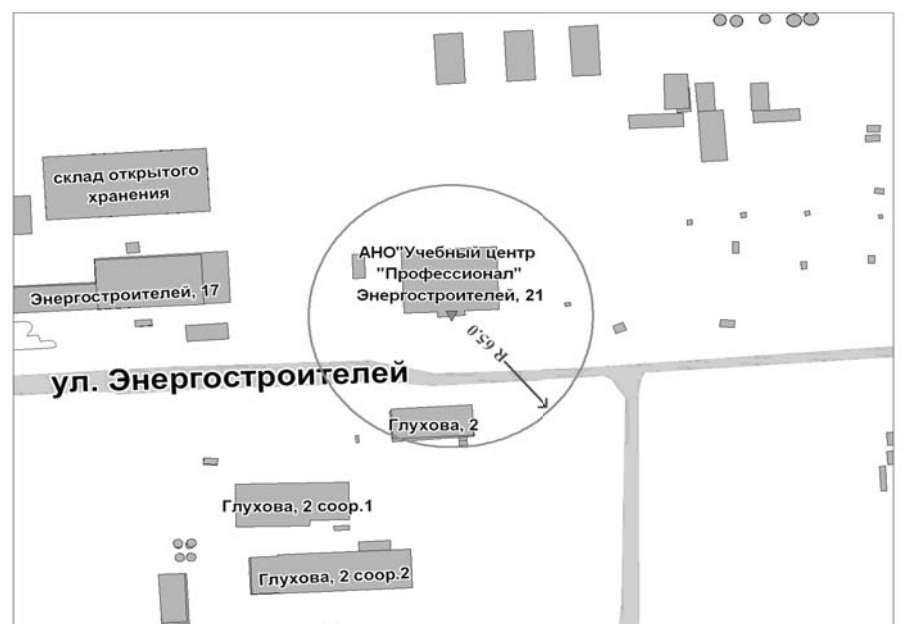 склад открытого
хранения
АНО"Учебный центр
"Профессионал"
Энергостроителей, 21
Энергостроителей, 17
R 65.0
ул. Энергостроителей
Глухова, 2
Глухова, 2 соор.1
Глухова, 2 соор.2